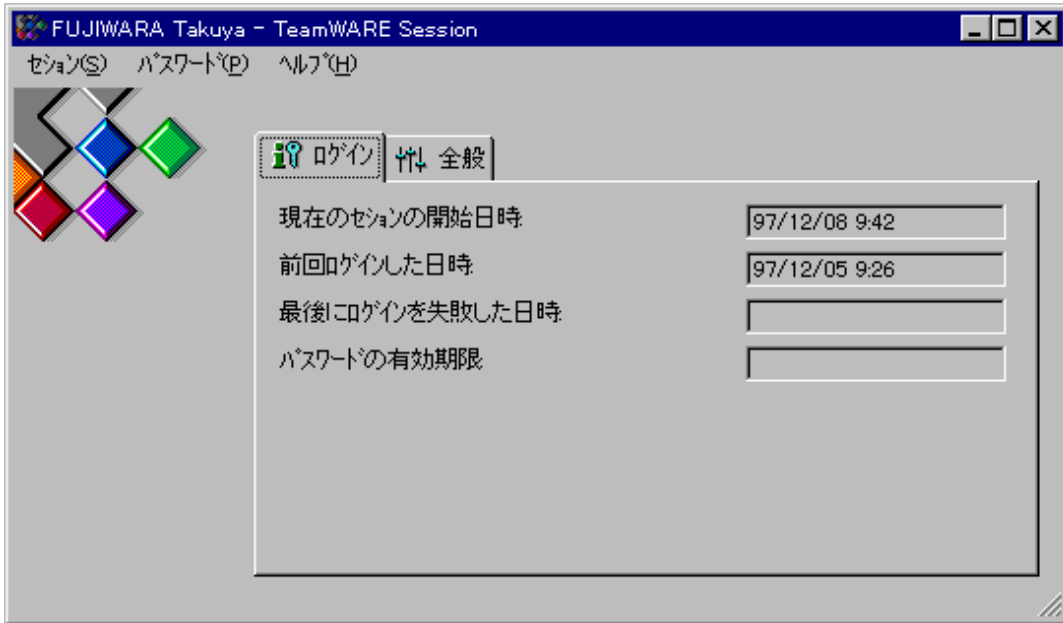 FUJIWARA Takuya - TeamWARE Session
ｾｯｼｮﾝ(S) ﾊﾟｽﾜｰﾄﾞ(P) ﾍﾙﾌﾟ(H)
ﾛｸﾞｲﾝ 全般
現在のｾｯｼｮﾝの開始日時: 97/12/08 9:42
前回ﾛｸﾞｲﾝした日時: 97/12/05 9:26
最後にﾛｸﾞｲﾝを失敗した日時:
ﾊﾟｽﾜｰﾄﾞの有効期限: